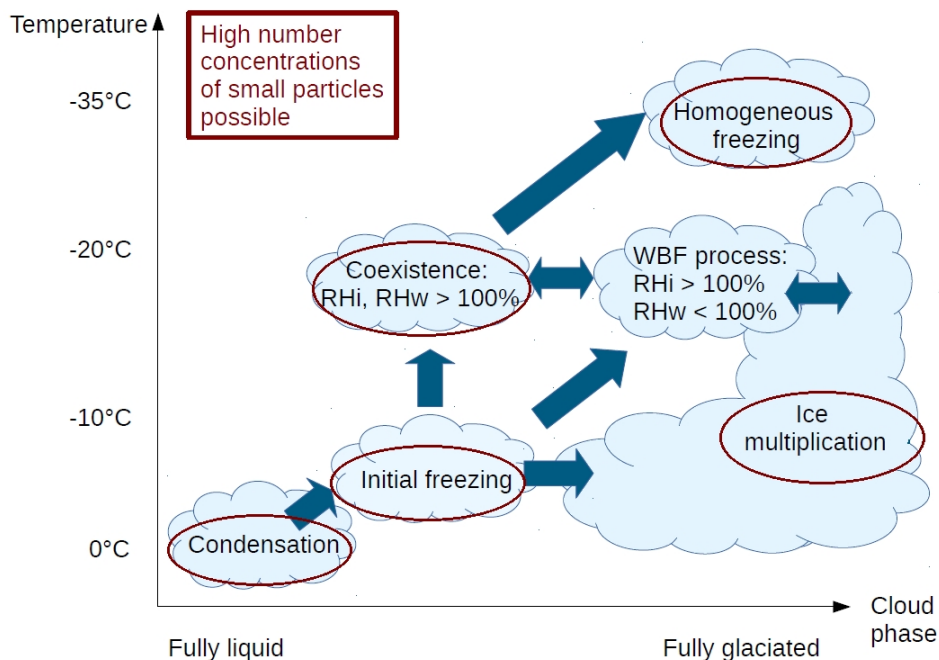 Temperature
High number
concentrations
of small particles
possible
-35°C
Homogeneous
freezing
-20°C
Coexistence:
RHi, RHw > 100%
WBF process:
RHi > 100%
RHw < 100%
-10°C
Ice
multiplication
Initial freezing
0°C
Condensation
Cloud
phase
Fully liquid
Fully glaciated